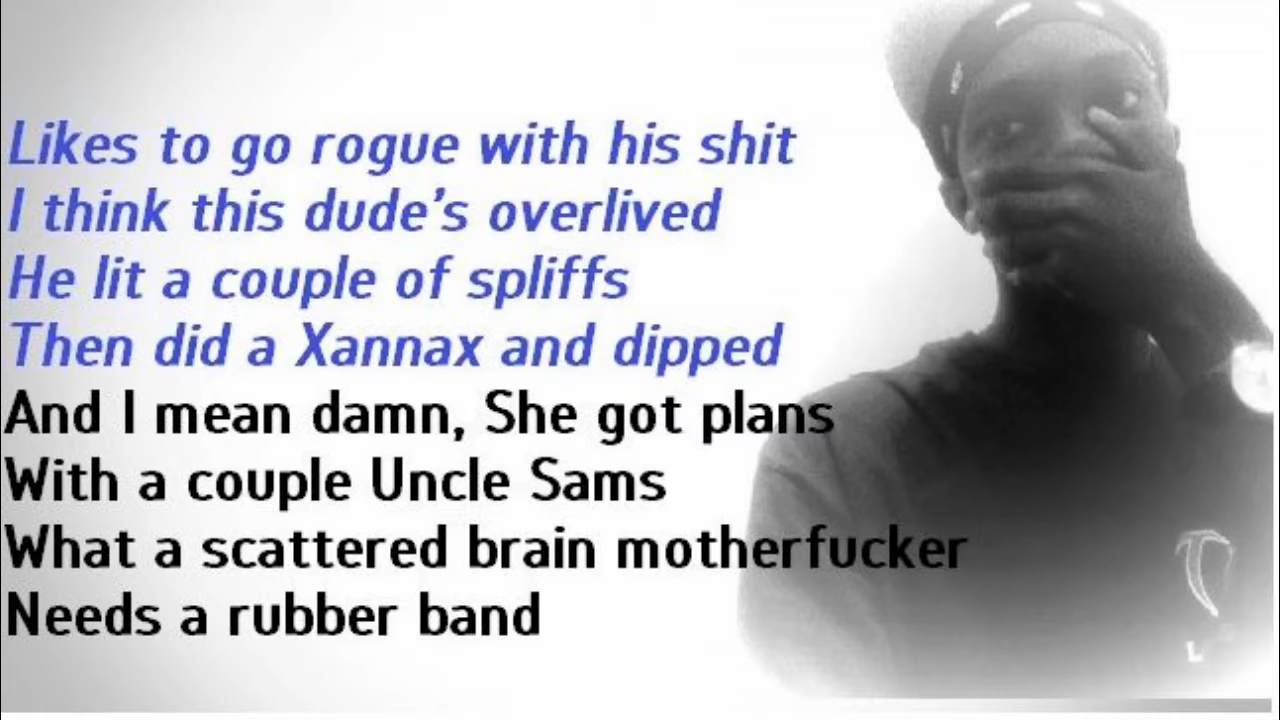 Likes to go rogue with his shit
I think this dude’s overlived
He lit a couple of spliffs
Then did a Xannax and dipped
And I mean damn, She got plans
With a couple Uncle Sams
What a scattered brain motherfucker
Needs a rubber band